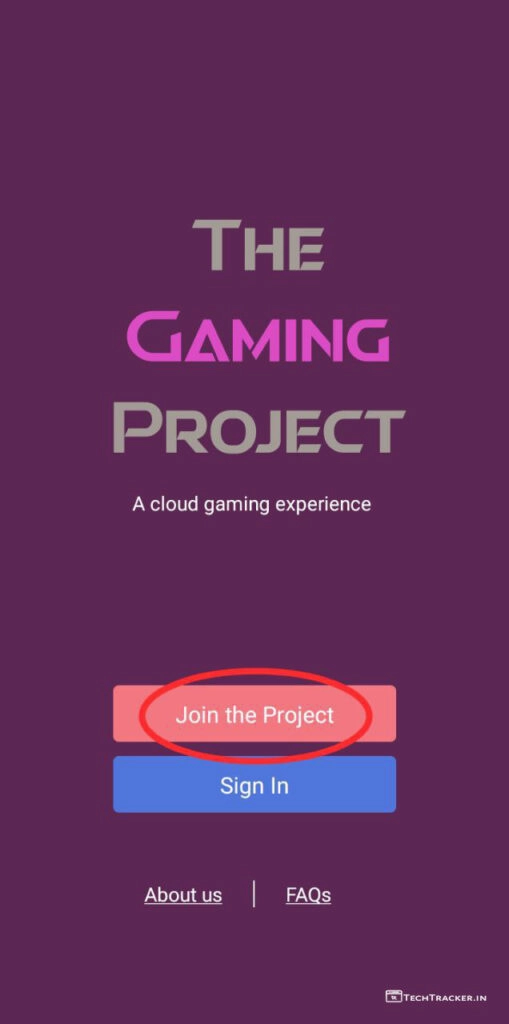 THE
GAMING
PROJECT
A cloud gaming experience
Join the Project
Sign In
About us | FAQs
TECHTRACKER.IN